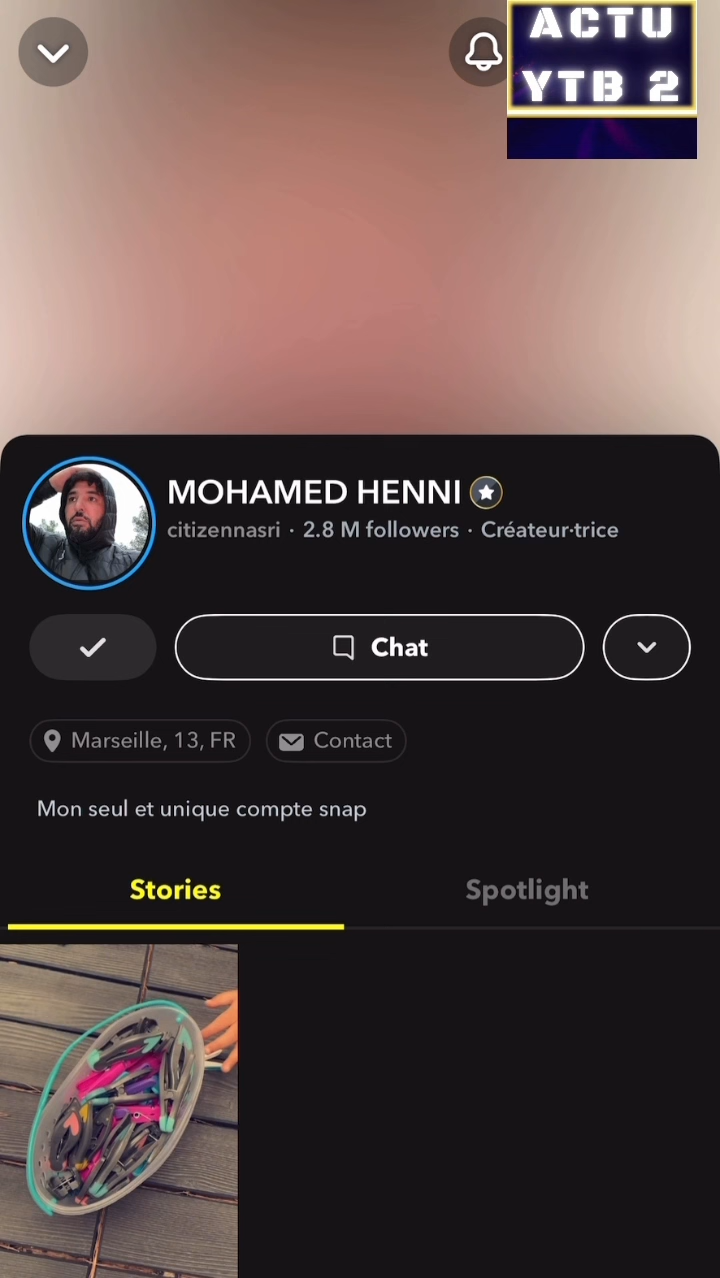 ACTU
YTB 2
MOHAMED HENNI
citizennasri · 2.8 M followers · Créateur·trice
Chat
Marseille, 13, FR
Contact
Mon seul et unique compte snap
Stories
Spotlight